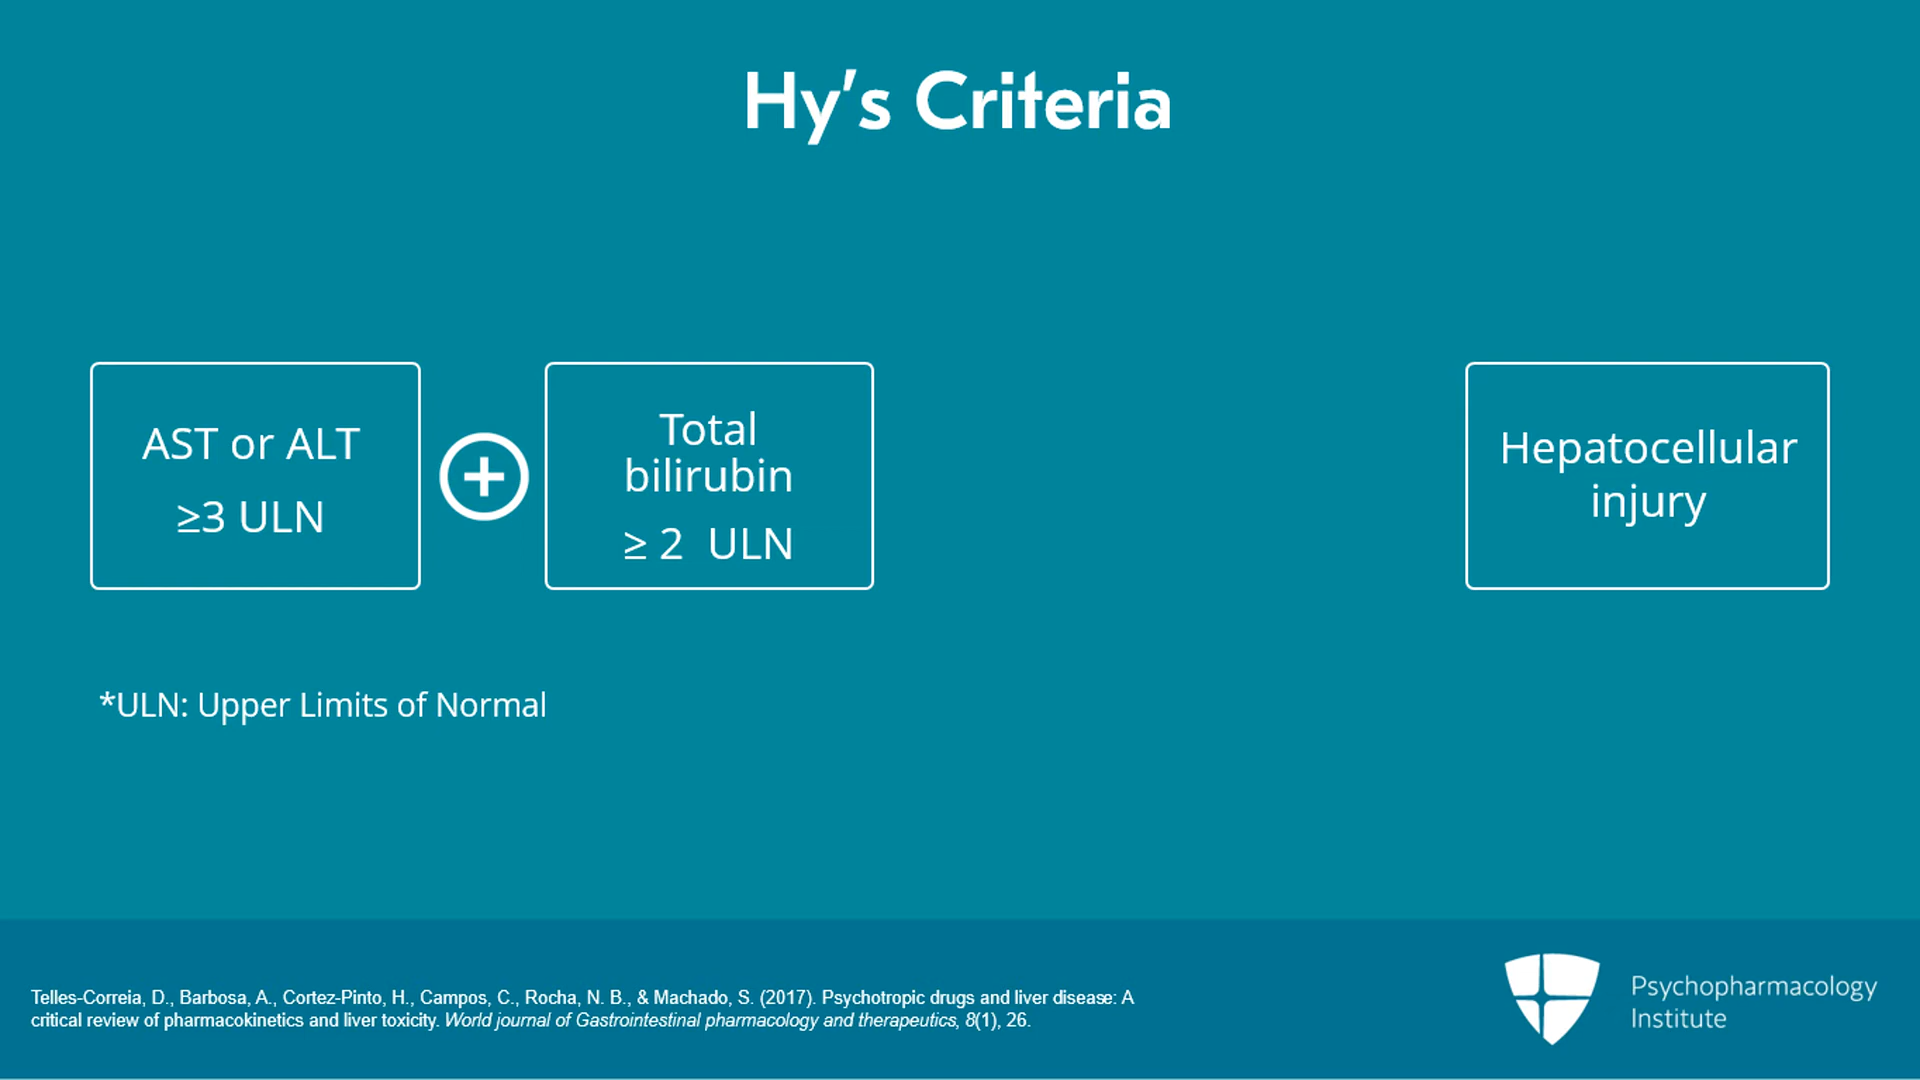 Hy’s Criteria
AST or ALT
≥3 ULN
+
Total
bilirubin
≥ 2 ULN
Hepatocellular
injury
*ULN: Upper Limits of Normal
Telles-Correia, D., Barbosa, A., Cortez-Pinto, H., Campos, C., Rocha, N. B., & Machado, S. (2017). Psychotropic drugs and liver disease: A
critical review of pharmacokinetics and liver toxicity. World journal of Gastrointestinal pharmacology and therapeutics, 8(1), 26.
Psychopharmacology
Institute